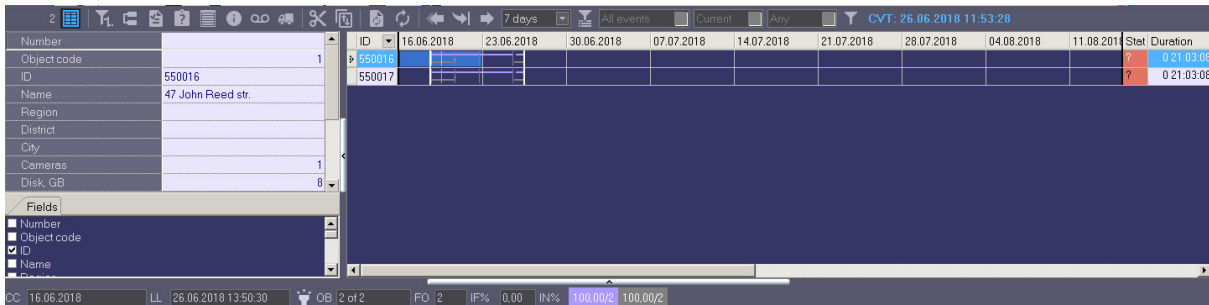 2 7 days All events Current Any CVT: 26.06.2018 11:53:28
Number
Object code 1
ID 550016
Name 47 John Reed str.
Region
District
City
Cameras 1
Disk, GB 8
Fields
Number
Object code
ID
Name
ID 16.06.2018 23.06.2018 30.06.2018 07.07.2018 14.07.2018 21.07.2018 28.07.2018 04.08.2018 11.08.201 Stat Duration
550016 ? 0 21:03:08
550017 ? 0 21:03:08
CC 16.06.2018 LL 26.06.2018 13:50:30 OB 2 of 2 FO 2 IF% 0,00 IN% 100,00/2 100,00/2